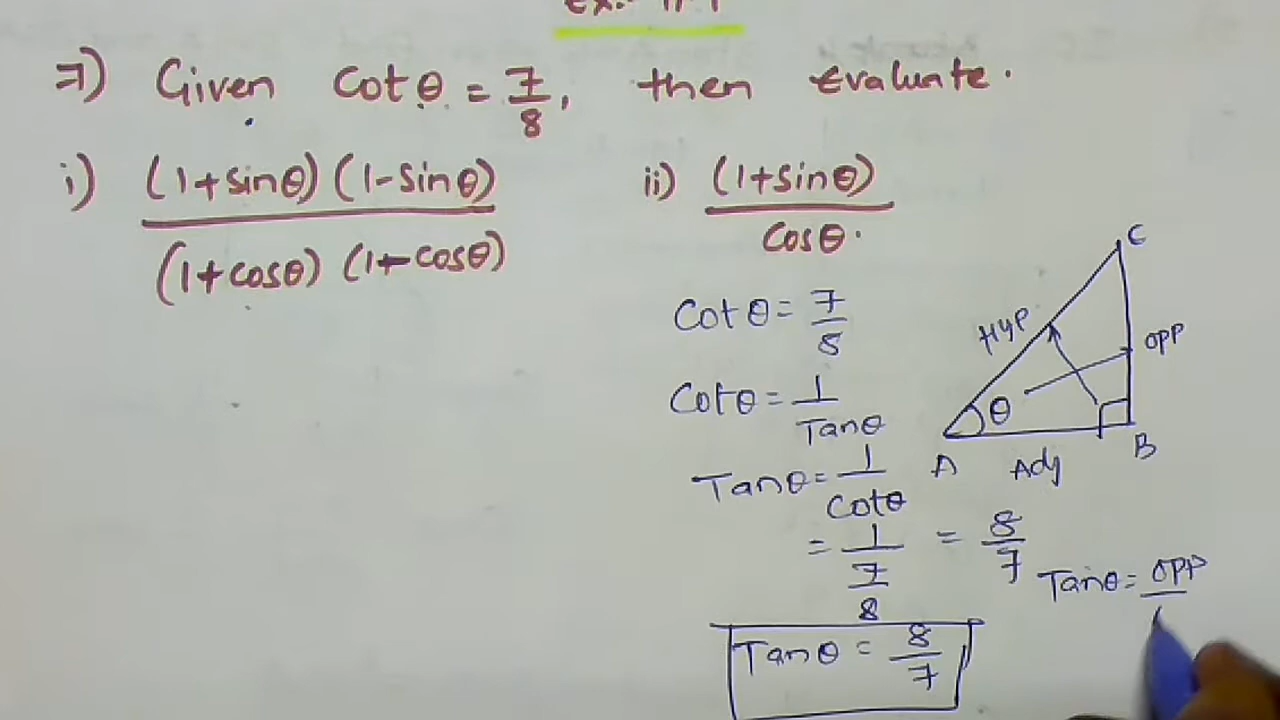 7) Given Cotθ = 7/8, then Evaluate.
i) (1+sinθ)(1-sinθ) / (1+cosθ)(1-cosθ)
ii) (1+sinθ) / cosθ.
Cotθ = 7/8
Cotθ = 1/Tanθ
Tanθ = 1/Cotθ
= 1/(7/8) = 8/7
Tanθ = 8/7
C
Hyp
opp
θ
A
Adj
B
Tanθ = opp